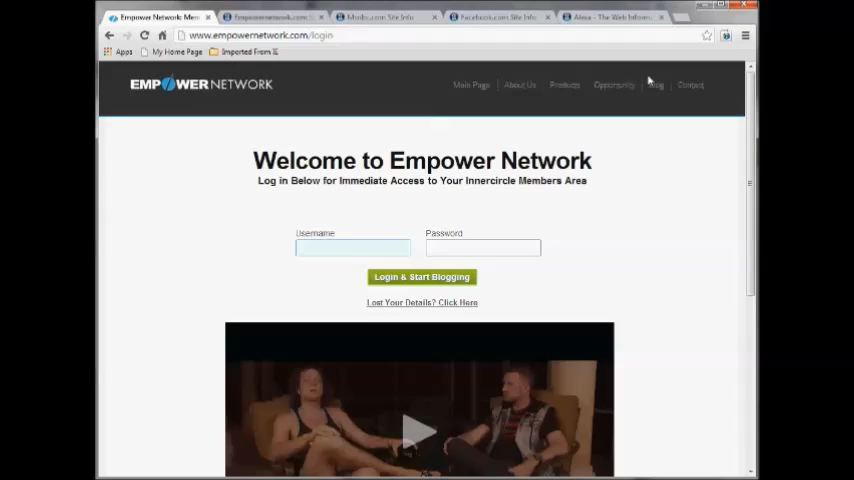 Empower Network: Mem
Empowernetwork.com S
Mmbs.com Site Info
Facebook.com Site Info
Alexa - The Web Inform
www.empowernetwork.com/login
Apps
My Home Page
Imported From IE
EMPOWER NETWORK
Main Page
About Us
Products
Opportunity
Blog
Contact
Welcome to Empower Network
Log in Below for Immediate Access to Your Innercircle Members Area
Username
Password
Login & Start Blogging
Lost Your Details? Click Here